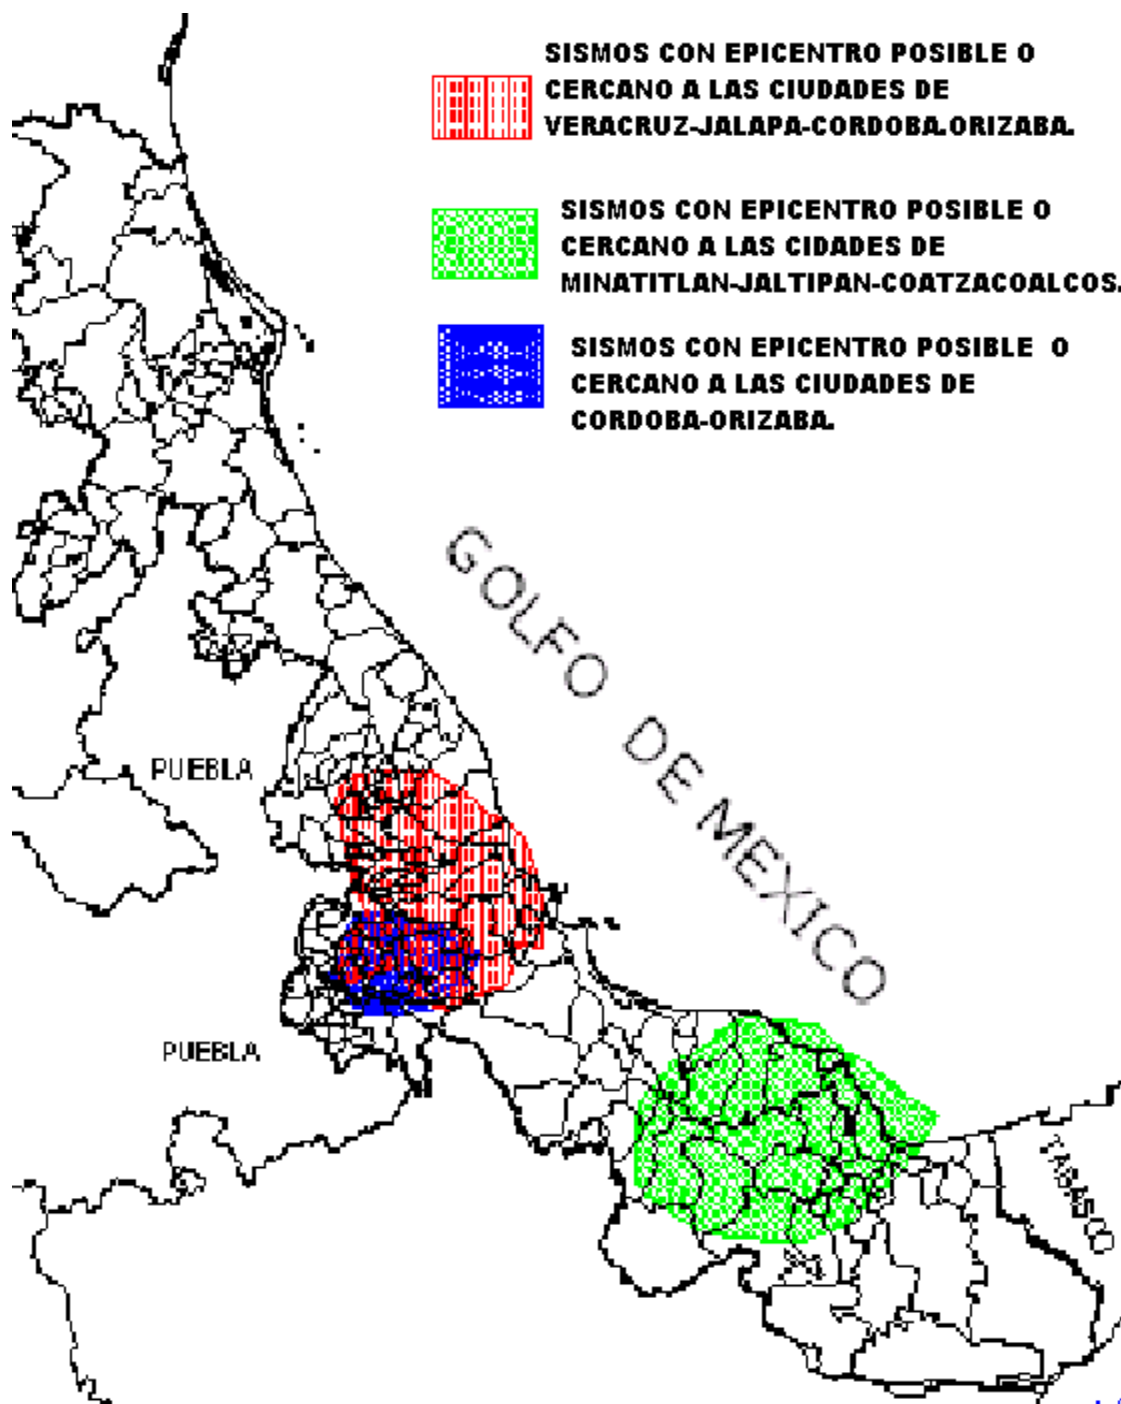 SISMOS CON EPICENTRO POSIBLE O
CERCANO A LAS CIUDADES DE
VERACRUZ-JALAPA-CORDOBA.ORIZABA.
SISMOS CON EPICENTRO POSIBLE O
CERCANO A LAS CIDADES DE
MINATITLAN-JALTIPAN-COATZACOALCOS.
SISMOS CON EPICENTRO POSIBLE O
CERCANO A LAS CIUDADES DE
CORDOBA-ORIZABA.
GOLFO DE MEXICO
PUEBLA
PUEBLA
TABASCO